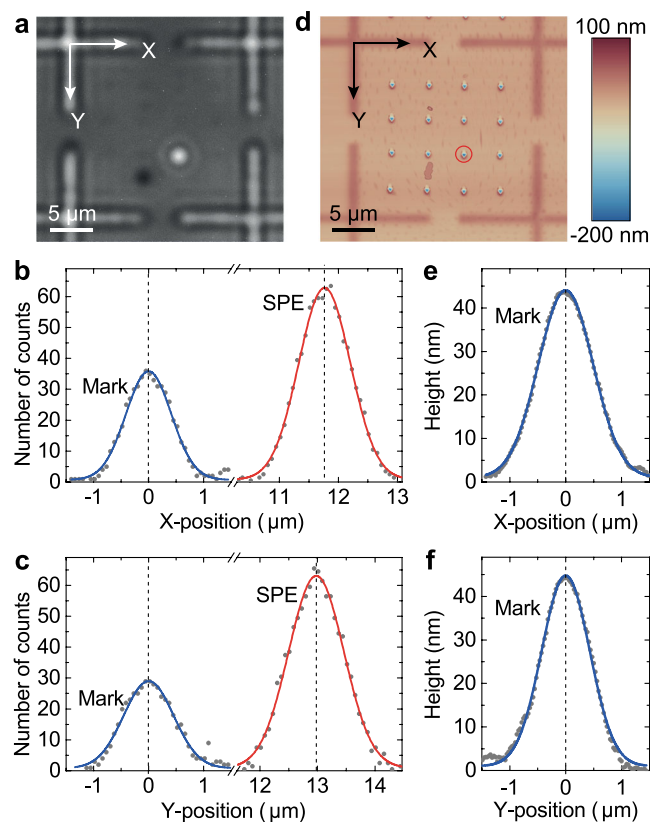 a
X
Y
5 µm
d
X
Y
5 µm
100 nm
-200 nm
b
Number of counts
60
50
40
30
20
10
0
Mark
SPE
-1 0 1 11 12 13
X-position (µm)
e
Height (nm)
40
30
20
10
0
Mark
-1 0 1
X-position (µm)
c
Number of counts
60
50
40
30
20
10
0
Mark
SPE
-1 0 1 12 13 14
Y-position (µm)
f
Height (nm)
40
30
20
10
0
Mark
-1 0 1
Y-position (µm)